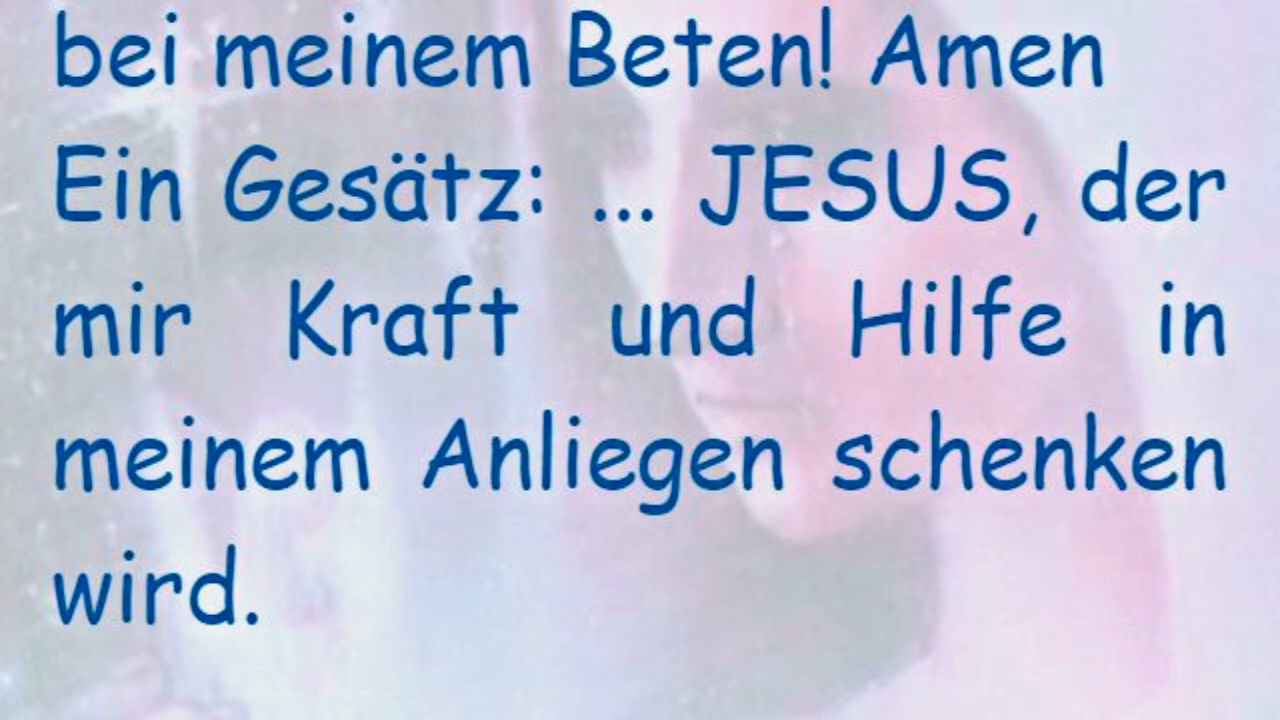 bei meinem Beten! Amen
Ein Gesätz: ... JESUS, der
mir Kraft und Hilfe in
meinem Anliegen schenken
wird.